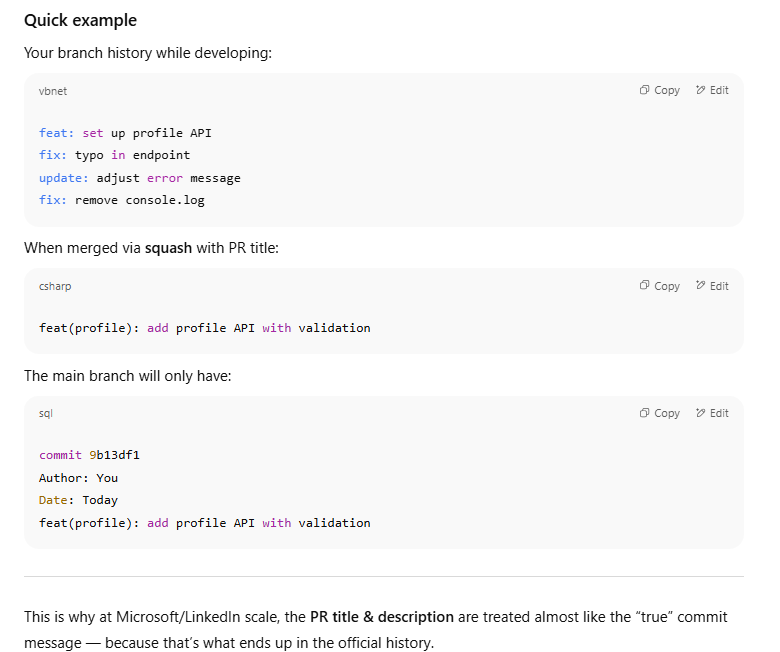 Quick example
Your branch history while developing:
vbnet
Copy Edit
feat: set up profile API
fix: typo in endpoint
update: adjust error message
fix: remove console.log
When merged via squash with PR title:
csharp
Copy Edit
feat(profile): add profile API with validation
The main branch will only have:
sql
Copy Edit
commit 9b13df1
Author: You
Date: Today
feat(profile): add profile API with validation
This is why at Microsoft/LinkedIn scale, the PR title & description are treated almost like the “true” commit
message — because that’s what ends up in the official history.